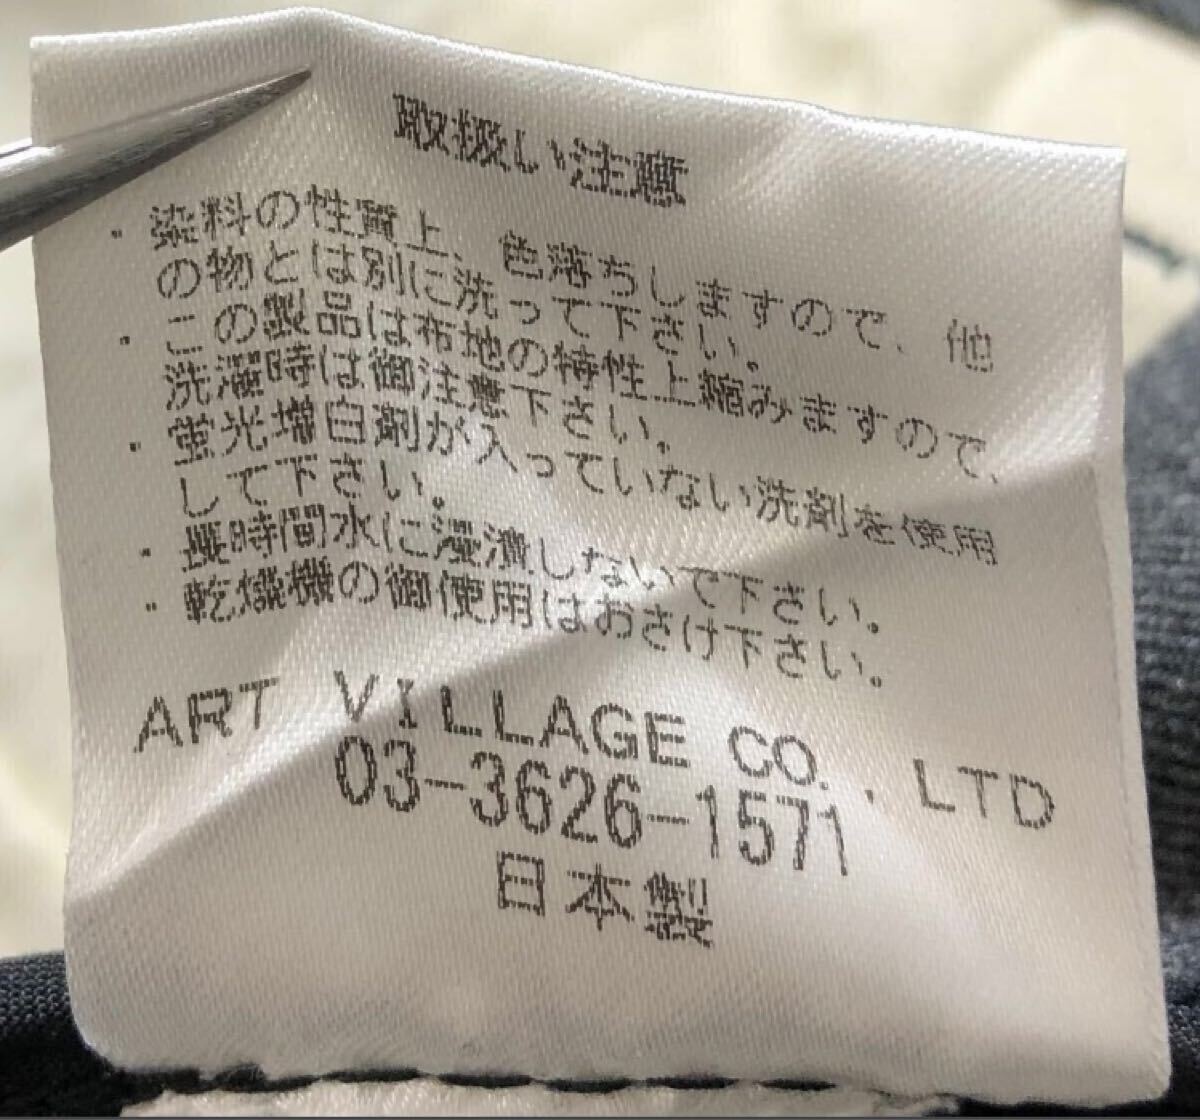 取扱い注意
・染料の性質上、色落ちしますので、他
の物とは別に洗って下さい。
・この製品は布地の特性上縮みますので、
洗濯時は御注意下さい。
・蛍光増白剤が入っていない洗剤を使用
して下さい。
・長時間水に浸漬しないで下さい。
・乾燥機の御使用はおさけ下さい。
ART VILLAGE CO., LTD
03-3626-1571
日本製